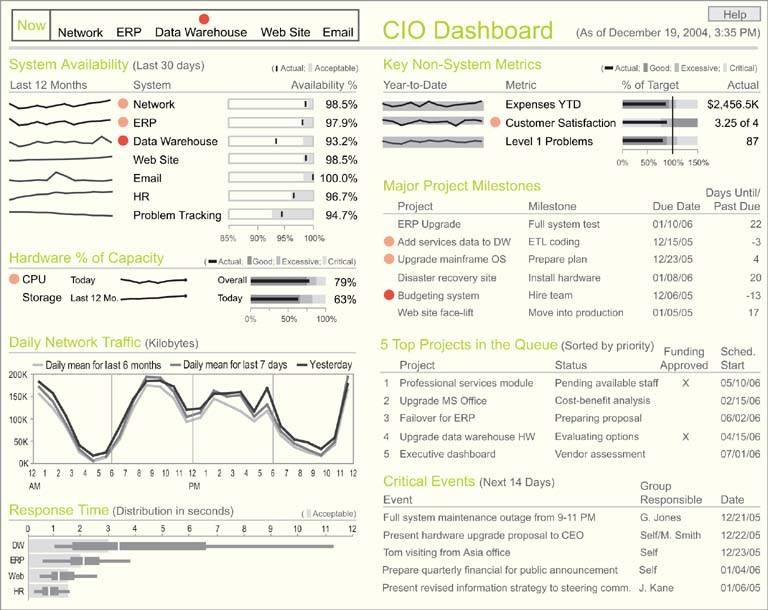 Now
Network ERP Data Warehouse Web Site Email
CIO Dashboard
Help
(As of December 19, 2004, 3:35 PM)
System Availability (Last 30 days)
( Actual; Acceptable)
Last 12 Months System Availability %
Network 98.5%
ERP 97.9%
Data Warehouse 93.2%
Web Site 98.5%
Email 100.0%
HR 96.7%
Problem Tracking 94.7%
85% 90% 95% 100%
Hardware % of Capacity
( Actual; Good; Excessive; Critical)
CPU Today Overall 79%
Storage Last 12 Mo. Today 63%
0% 50% 75% 100%
Daily Network Traffic (Kilobytes)
Daily mean for last 6 months Daily mean for last 7 days Yesterday
200K
150K
100K
50K
0K
12 1 2 3 4 5 6 7 8 9 10 11 12 1 2 3 4 5 6 7 8 9 10 11 12
AM PM
Response Time (Distribution in seconds)
( Acceptable)
0 1 2 3 4 5 6 7 8 9 10 11 12
DW
ERP
Web
HR
Key Non-System Metrics
( Actual; Good; Excessive; Critical)
Year-to-Date Metric % of Target Actual
Expenses YTD $2,456.5K
Customer Satisfaction 3.25 of 4
Level 1 Problems 87
0% 50% 100% 150%
Major Project Milestones
Project Milestone Due Date Days Until/
Past Due
ERP Upgrade Full system test 01/10/06 22
Add services data to DW ETL coding 12/15/05 -3
Upgrade mainframe OS Prepare plan 12/23/05 4
Disaster recovery site Install hardware 01/08/06 20
Budgeting system Hire team 12/06/05 -13
Web site face-lift Move into production 01/05/05 17
5 Top Projects in the Queue (Sorted by priority)
Project Status Funding
Approved Sched.
Start
1 Professional services module Pending available staff X 05/10/06
2 Upgrade MS Office Cost-benefit analysis 02/15/06
3 Failover for ERP Preparing proposal 06/02/06
4 Upgrade data warehouse HW Evaluating options X 04/15/06
5 Executive dashboard Vendor assessment 07/01/06
Critical Events (Next 14 Days)
Event Group
Responsible Date
Full system maintenance outage from 9-11 PM G. Jones 12/21/05
Present hardware upgrade proposal to CEO Self/M. Smith 12/22/05
Tom visiting from Asia office Self 12/23/05
Prepare quarterly financial for public announcement Self 01/04/06
Present revised information strategy to steering comm. J. Kane 01/06/05